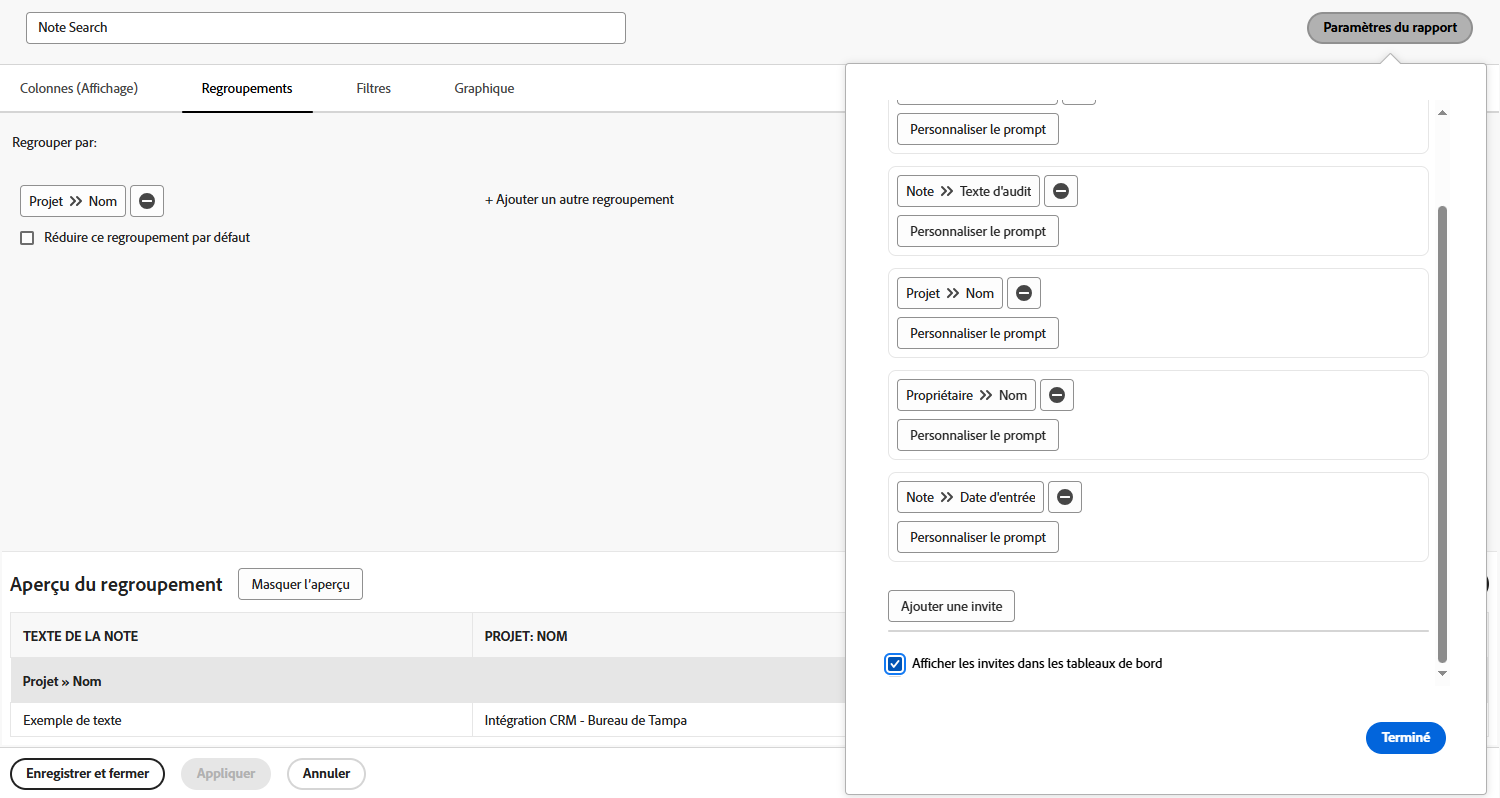 Note Search
Paramètres du rapport
Colonnes (Affichage)
Regroupements
Filtres
Graphique
Regrouper par:
Projet » Nom
+ Ajouter un autre regroupement
Réduire ce regroupement par défaut
Personnaliser le prompt
Note » Texte d'audit
Personnaliser le prompt
Projet » Nom
Personnaliser le prompt
Propriétaire » Nom
Personnaliser le prompt
Note » Date d'entrée
Personnaliser le prompt
Ajouter une invite
Afficher les invites dans les tableaux de bord
Terminé
Aperçu du regroupement
Masquer l'aperçu
TEXTE DE LA NOTE
PROJET: NOM
Projet » Nom
Exemple de texte
Intégration CRM - Bureau de Tampa
Enregistrer et fermer
Appliquer
Annuler